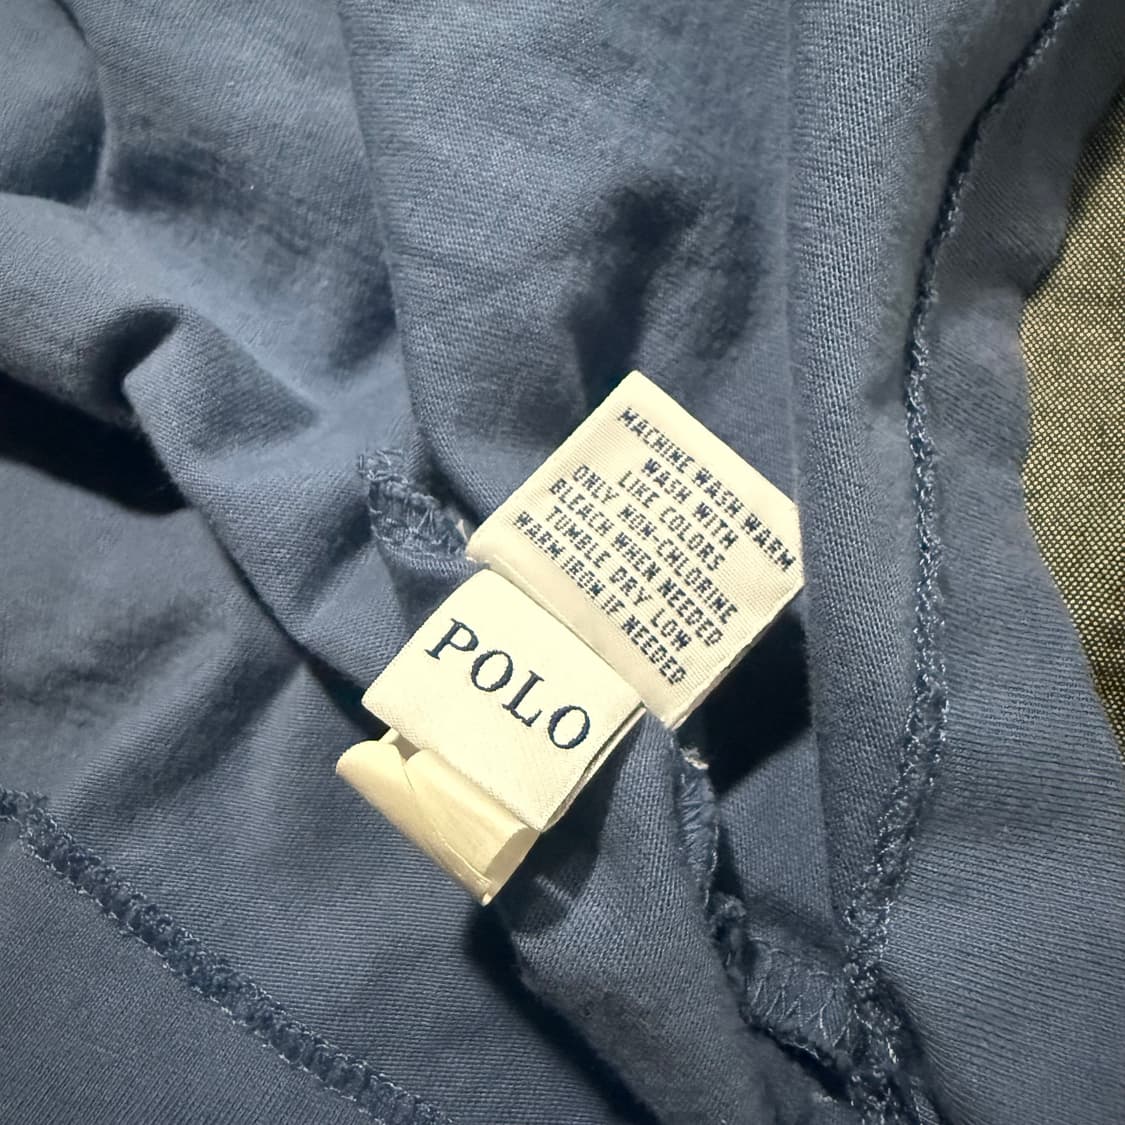 MACHINE WASH WARM
WASH WITH
LIKE COLORS
ONLY NON-CHLORINE
BLEACH WHEN NEEDED
TUMBLE DRY LOW
WARM IRON IF NEEDED
POLO